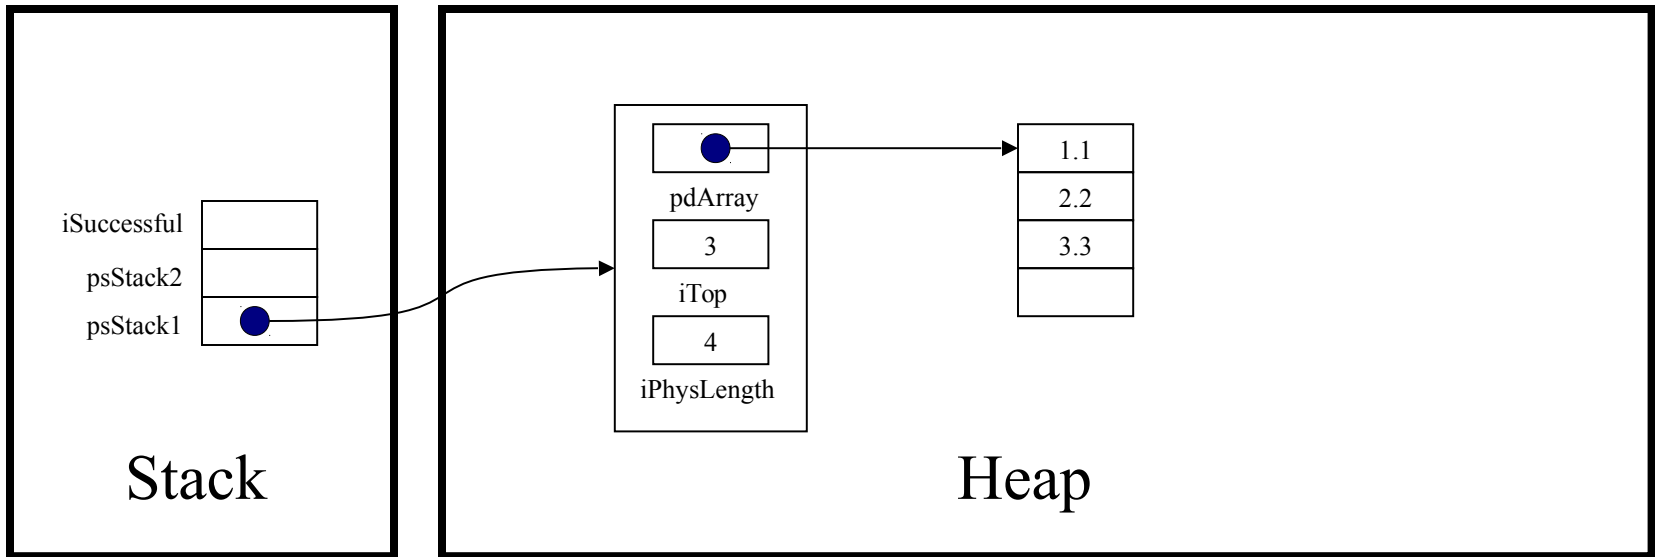 iSuccessful
psStack2
psStack1
Stack
pdArray
3
iTop
4
iPhysLength
1.1
2.2
3.3
Heap